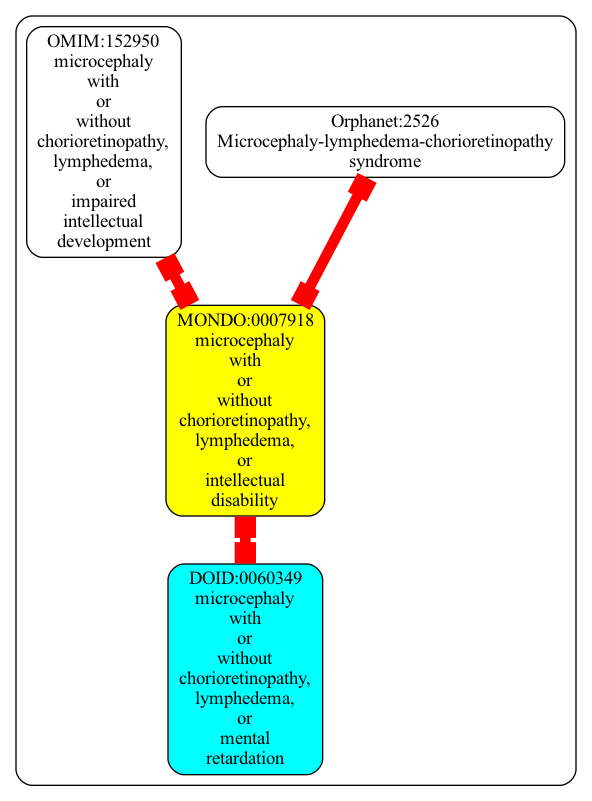 OMIM:152950
microcephaly
with
or
without
chorioretinopathy,
lymphedema,
or
impaired
intellectual
development
Orphanet:2526
Microcephaly-lymphedema-chorioretinopathy
syndrome
MONDO:0007918
microcephaly
with
or
without
chorioretinopathy,
lymphedema,
or
intellectual
disability
DOID:0060349
microcephaly
with
or
without
chorioretinopathy,
lymphedema,
or
mental
retardation